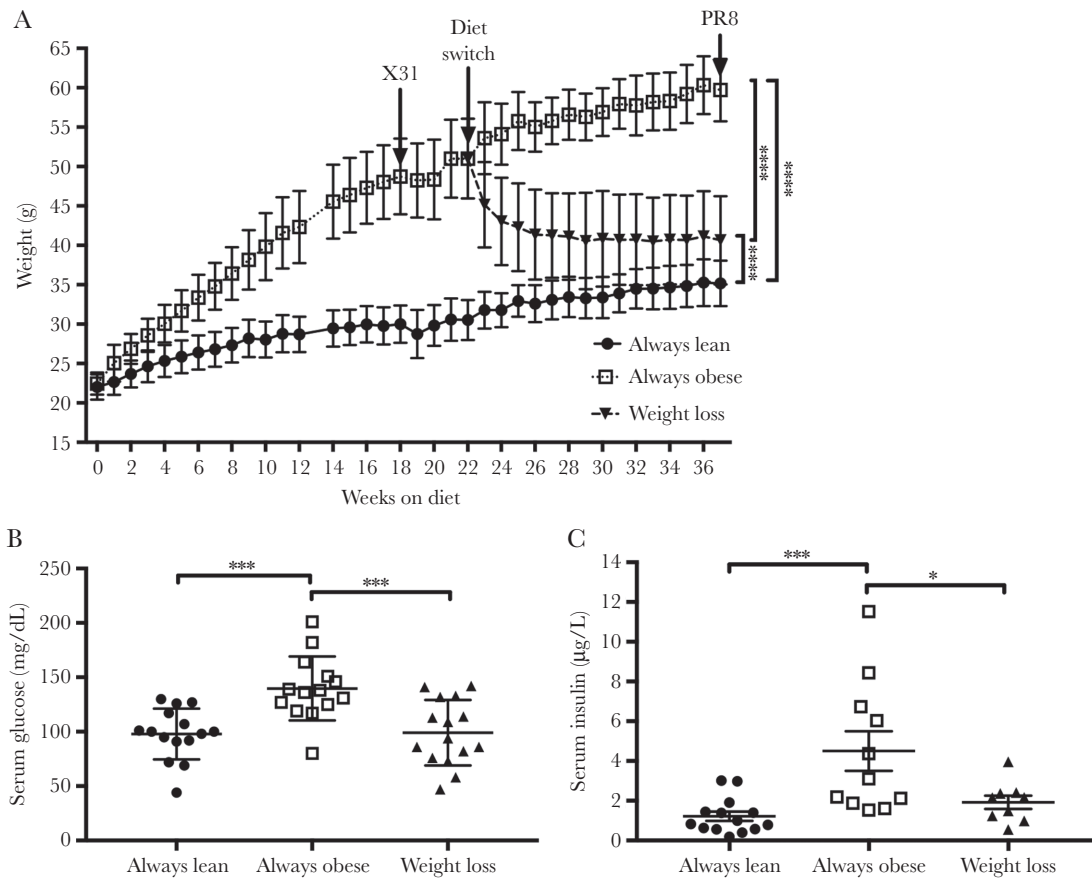 A
PR8
Diet
switch
X31
65
60
55
50
45
40
35
30
25
20
15
Weight (g)
****
****
****
Always lean
Always obese
Weight loss
0 2 4 6 8 10 12 14 16 18 20 22 24 26 28 30 32 34 36
Weeks on diet
B
250
200
150
100
50
0
Serum glucose (mg/dL)
*** ***
Always lean Always obese Weight loss
C
14
12
10
8
6
4
2
0
Serum insulin (μg/L)
*** *
Always lean Always obese Weight loss